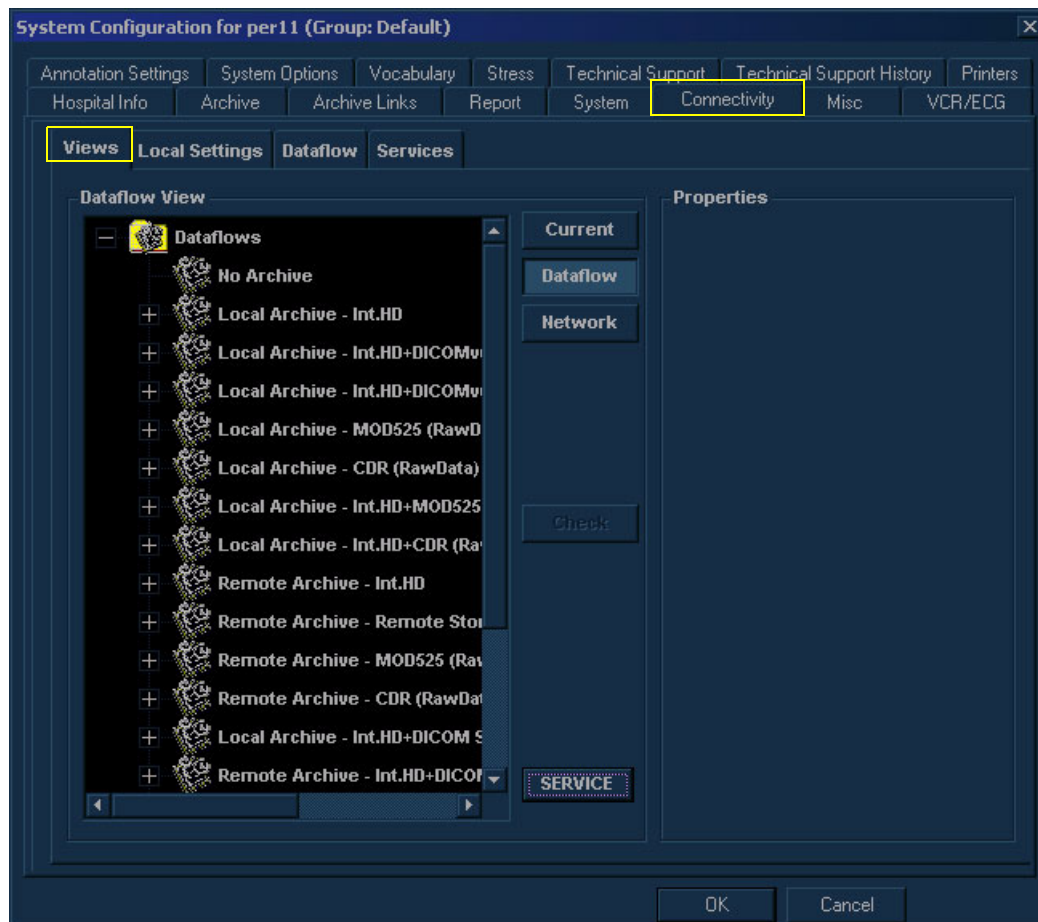 System Configuration for per11 (Group: Default)
Annotation Settings System Options Vocabulary Stress Technical Support Technical Support History Printers
Hospital Info Archive Archive Links Report System Connectivity Misc VCR/ECG
Views Local Settings Dataflow Services
Dataflow View
Properties
Dataflows
No Archive
Local Archive - Int.HD
Local Archive - Int.HD+DICOMv
Local Archive - Int.HD+DICOMv
Local Archive - MOD525 (RawD
Local Archive - CDR (RawData)
Local Archive - Int.HD+MOD525
Local Archive - Int.HD+CDR (Ra
Remote Archive - Int.HD
Remote Archive - Remote Stor
Remote Archive - MOD525 (Rav
Remote Archive - CDR (RawDat
Local Archive - Int.HD+DICOM S
Remote Archive - Int.HD+DICOM
Current
Dataflow
Network
Check
SERVICE
OK Cancel